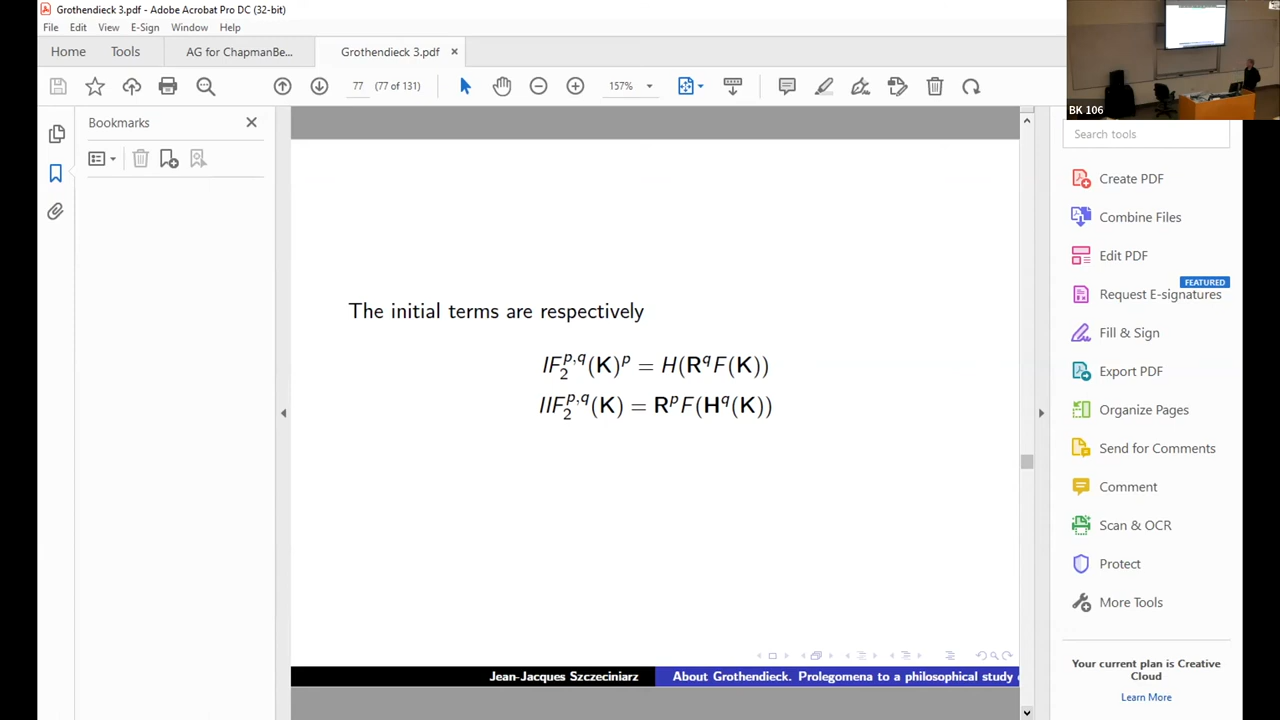 Grothendieck 3.pdf - Adobe Acrobat Pro DC (32-bit)
File Edit View E-Sign Window Help
Home Tools AG for ChapmanBe... Grothendieck 3.pdf ×
77 (77 of 131) 157%
BK 106
Bookmarks
Search tools
Create PDF
Combine Files
Edit PDF
FEATURED
Request E-signatures
Fill & Sign
Export PDF
Organize Pages
Send for Comments
Comment
Scan & OCR
Protect
More Tools
Your current plan is Creative
Cloud
Learn More
The initial terms are respectively
IF₂^{p,q}(K)^p = H(R^qF(K))
IIF₂^{p,q}(K) = R^pF(H^q(K))
Jean-Jacques Szczeciniarz About Grothendieck. Prolegomena to a philosophical study